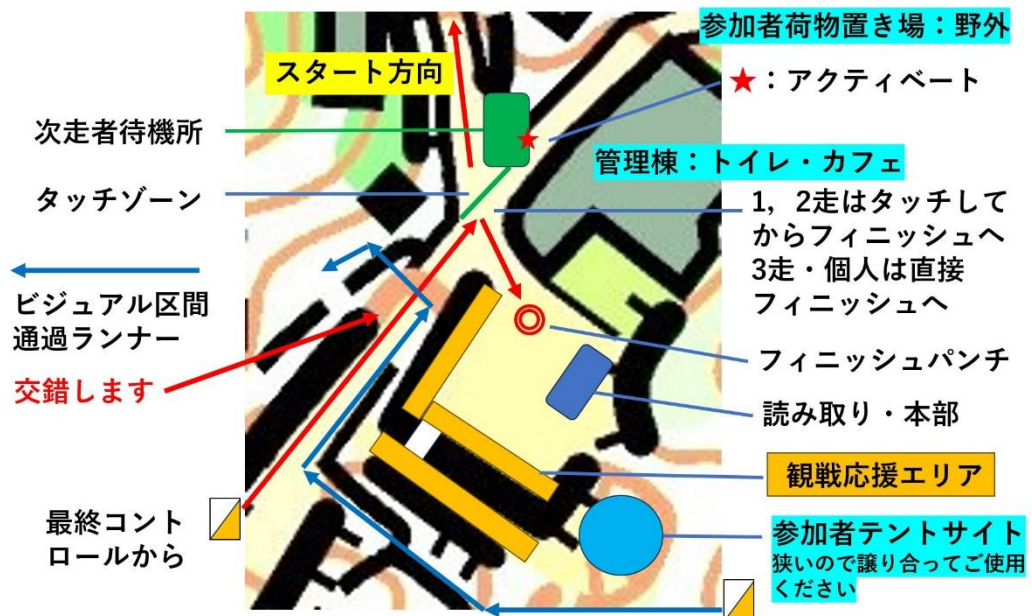 参加者荷物置き場：野外
スタート方向
★：アクティベート
次走者待機所
管理棟：トイレ・カフェ
タッチゾーン
1，2走はタッチして
からフィニッシュへ
3走・個人は直接
フィニッシュへ
ビジュアル区間
通過ランナー
交錯します
フィニッシュパンチ
読み取り・本部
観戦応援エリア
最終コント
ロールから
参加者テントサイト
狭いので譲り合ってご使用
ください